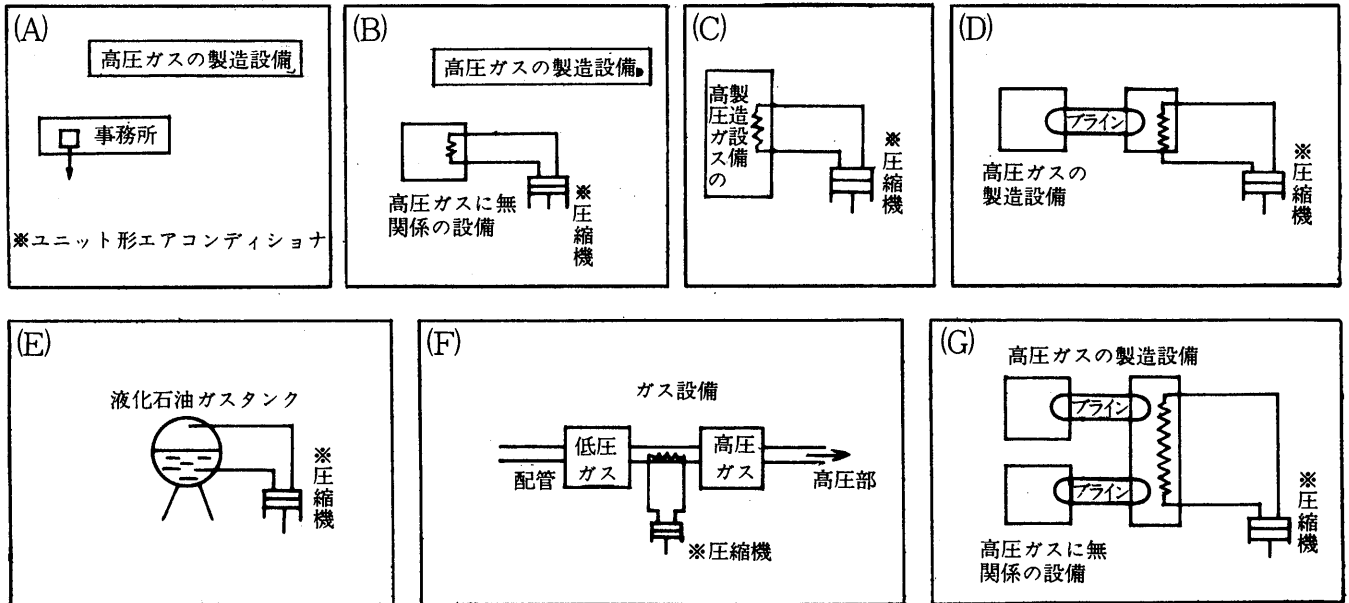 (A)
高圧ガスの製造設備
事務所
※ユニット形エアコンディショナ
(B)
高圧ガスの製造設備
高圧ガスに無
関係の設備
※圧縮機
(C)
高圧ガスの
製造設備
※圧縮機
(D)
ブライン
高圧ガスの
製造設備
※圧縮機
(E)
液化石油ガスタンク
※圧縮機
(F)
ガス設備
低圧
ガス
高圧
ガス
配管
高圧部
※圧縮機
(G)
高圧ガスの製造設備
ブライン
ブライン
高圧ガスに無
関係の設備
※圧縮機